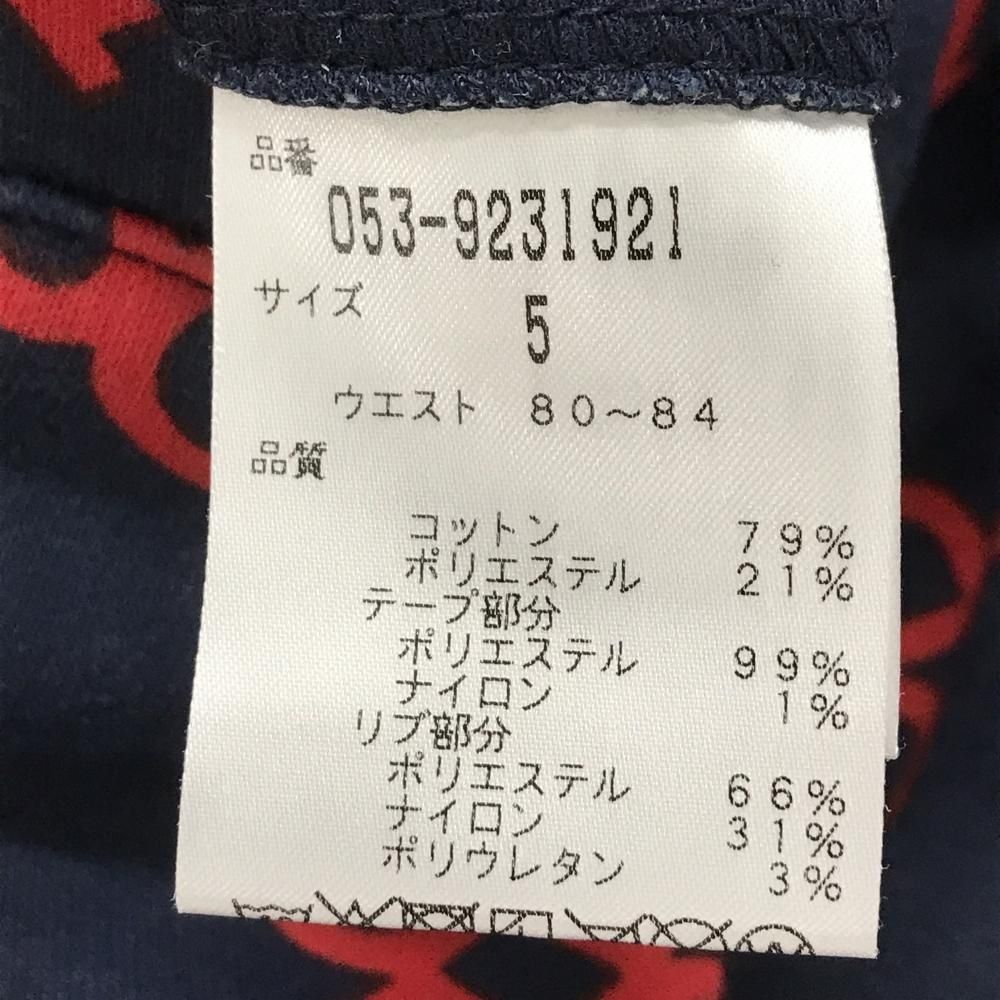 品番
053-9231921
サイズ 5
ウエスト 80～84
品質
コットン 79%
ポリエステル 21%
テープ部分
ポリエステル 99%
ナイロン 1%
リブ部分
ポリエステル 66%
ナイロン 31%
ポリウレタン 3%